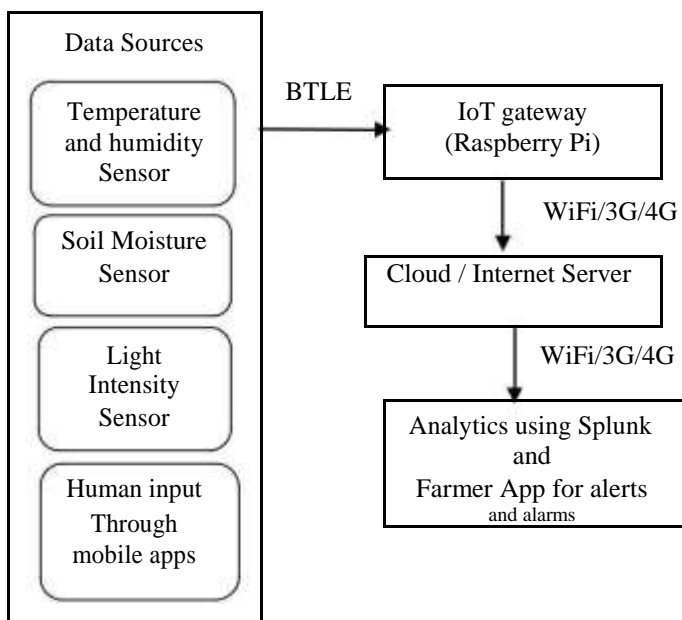 Data Sources
Temperature
and humidity
Sensor
Soil Moisture
Sensor
Light
Intensity
Sensor
Human input
Through
mobile apps
BTLE
IoT gateway
(Raspberry Pi)
WiFi/3G/4G
Cloud / Internet Server
WiFi/3G/4G
Analytics using Splunk
and
Farmer App for alerts
and alarms